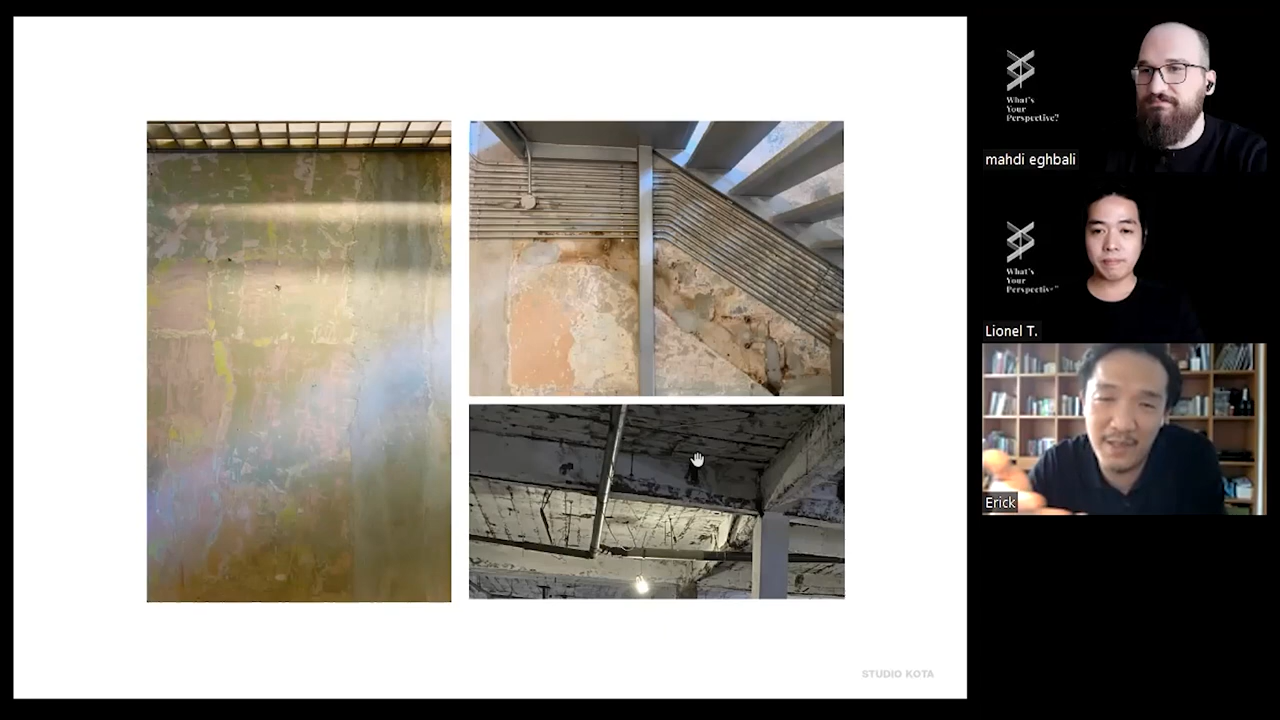 STUDIO KOTA
What's
Your
Perspective?
mahdi eghbali
What's
Your
Perspective?
Lionel T.
Erick